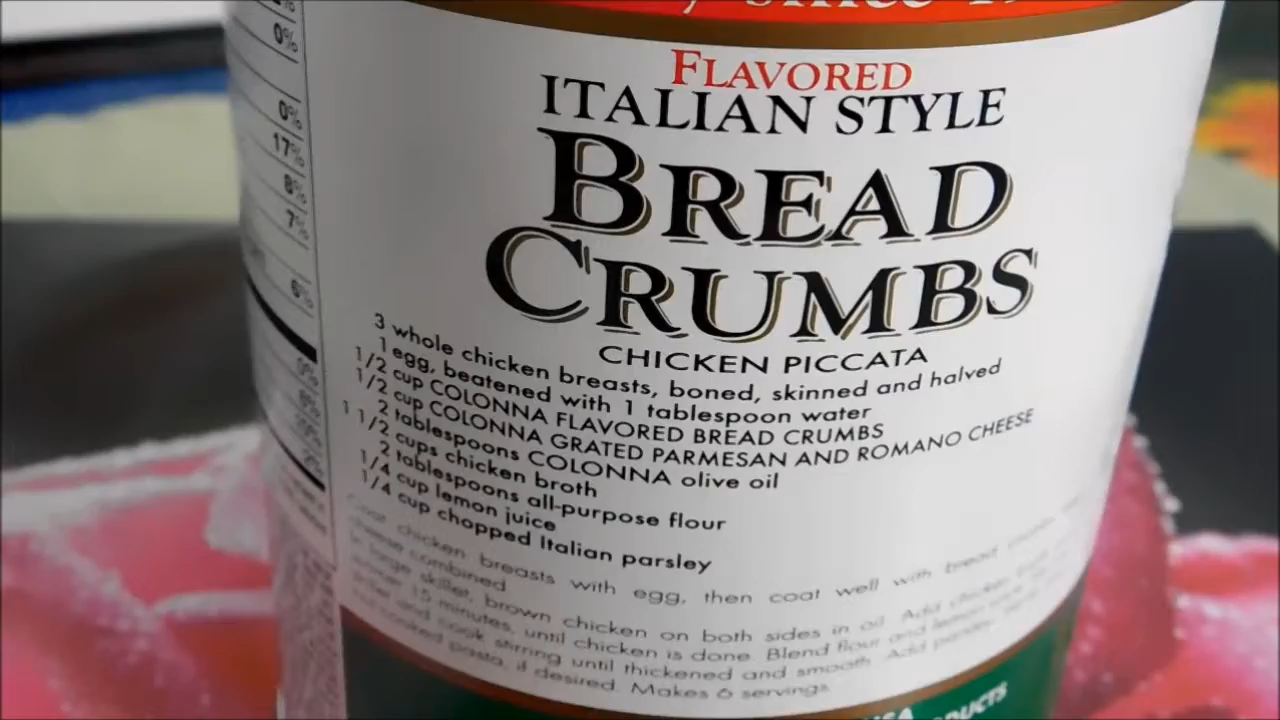 FLAVORED
ITALIAN STYLE
BREAD
CRUMBS
CHICKEN PICCATA
3 whole chicken breasts, boned, skinned and halved
1 egg, beatened with 1 tablespoon water
1/2 cup COLONNA FLAVORED BREAD CRUMBS
1/2 cup COLONNA GRATED PARMESAN AND ROMANO CHEESE
2 tablespoons COLONNA olive oil
1 1/2 cups chicken broth
2 tablespoons all-purpose flour
1/4 cup lemon juice
1/4 cup chopped Italian parsley
Coat chicken breasts with egg, then coat well with bread
cheese combined
In large skillet, brown chicken on both sides in oil. Add chicken
15 minutes, until chicken is done. Blend flour and lemon
and cook stirring until thickened and smooth. Add parsley.
pasta, if desired. Makes 6 servings
0%
0%
17%
8%
7%
6%